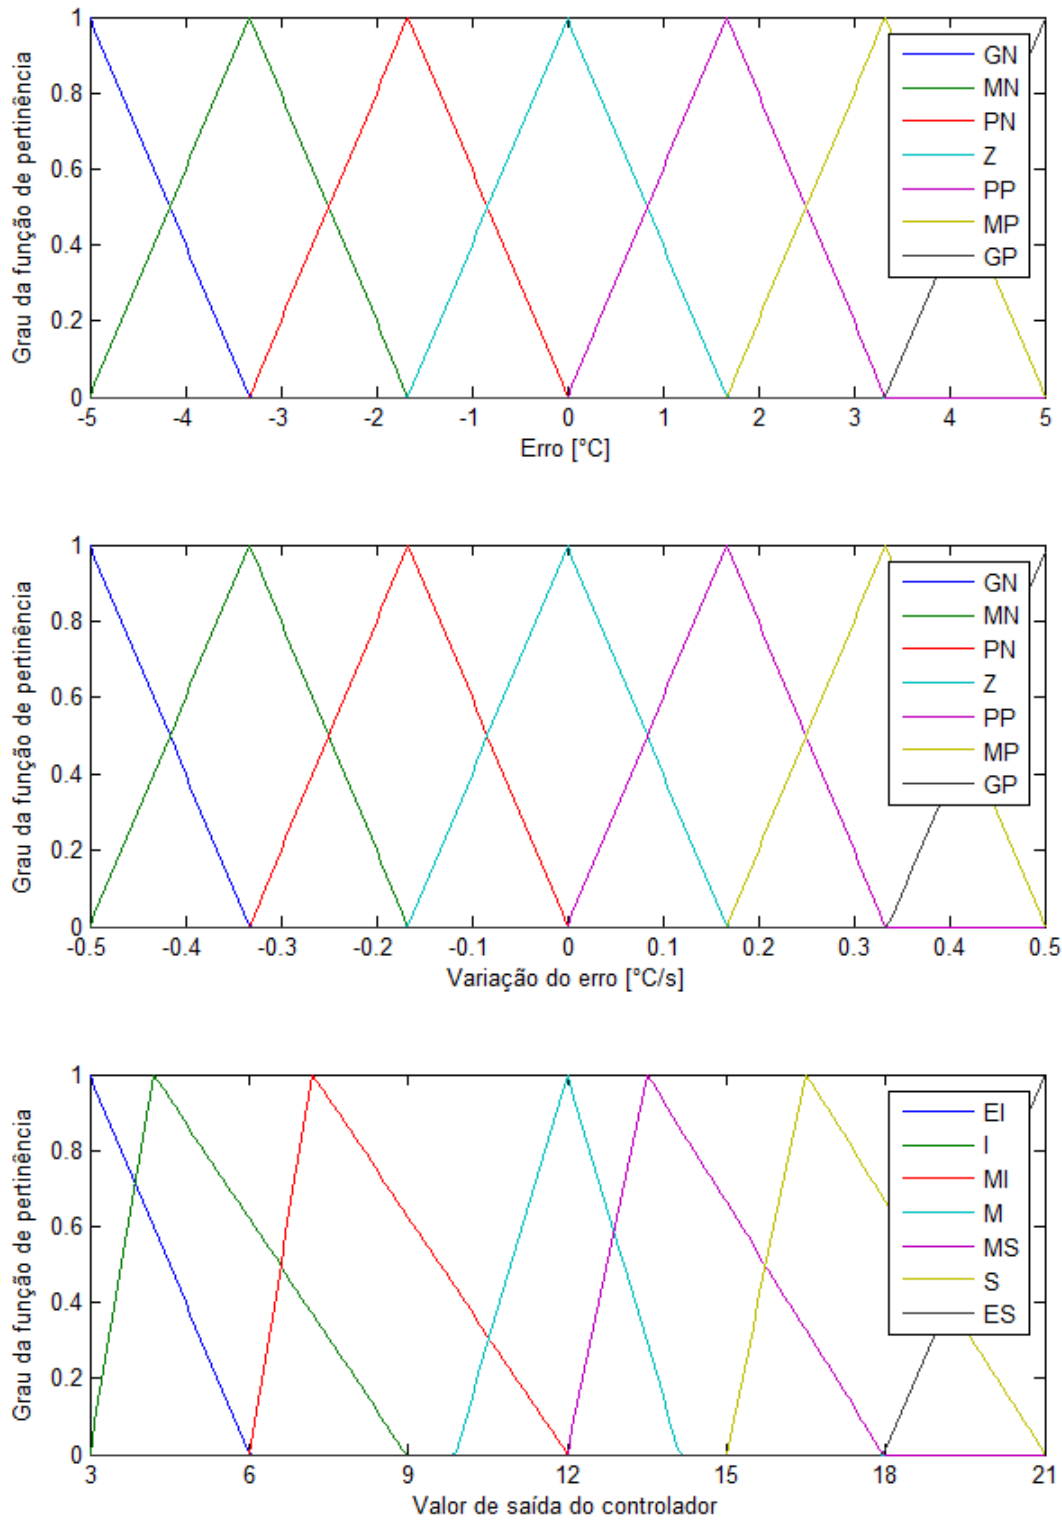 1
0.8
0.6
0.4
0.2
0
Grau da função de pertinência
GN
MN
PN
Z
PP
MP
GP
-5 -4 -3 -2 -1 0 1 2 3 4 5
Erro [°C]
1
0.8
0.6
0.4
0.2
0
Grau da função de pertinência
GN
MN
PN
Z
PP
MP
GP
-0.5 -0.4 -0.3 -0.2 -0.1 0 0.1 0.2 0.3 0.4 0.5
Variação do erro [°C/s]
1
0.8
0.6
0.4
0.2
0
Grau da função de pertinência
EI
I
MI
M
MS
S
ES
3 6 9 12 15 18 21
Valor de saída do controlador